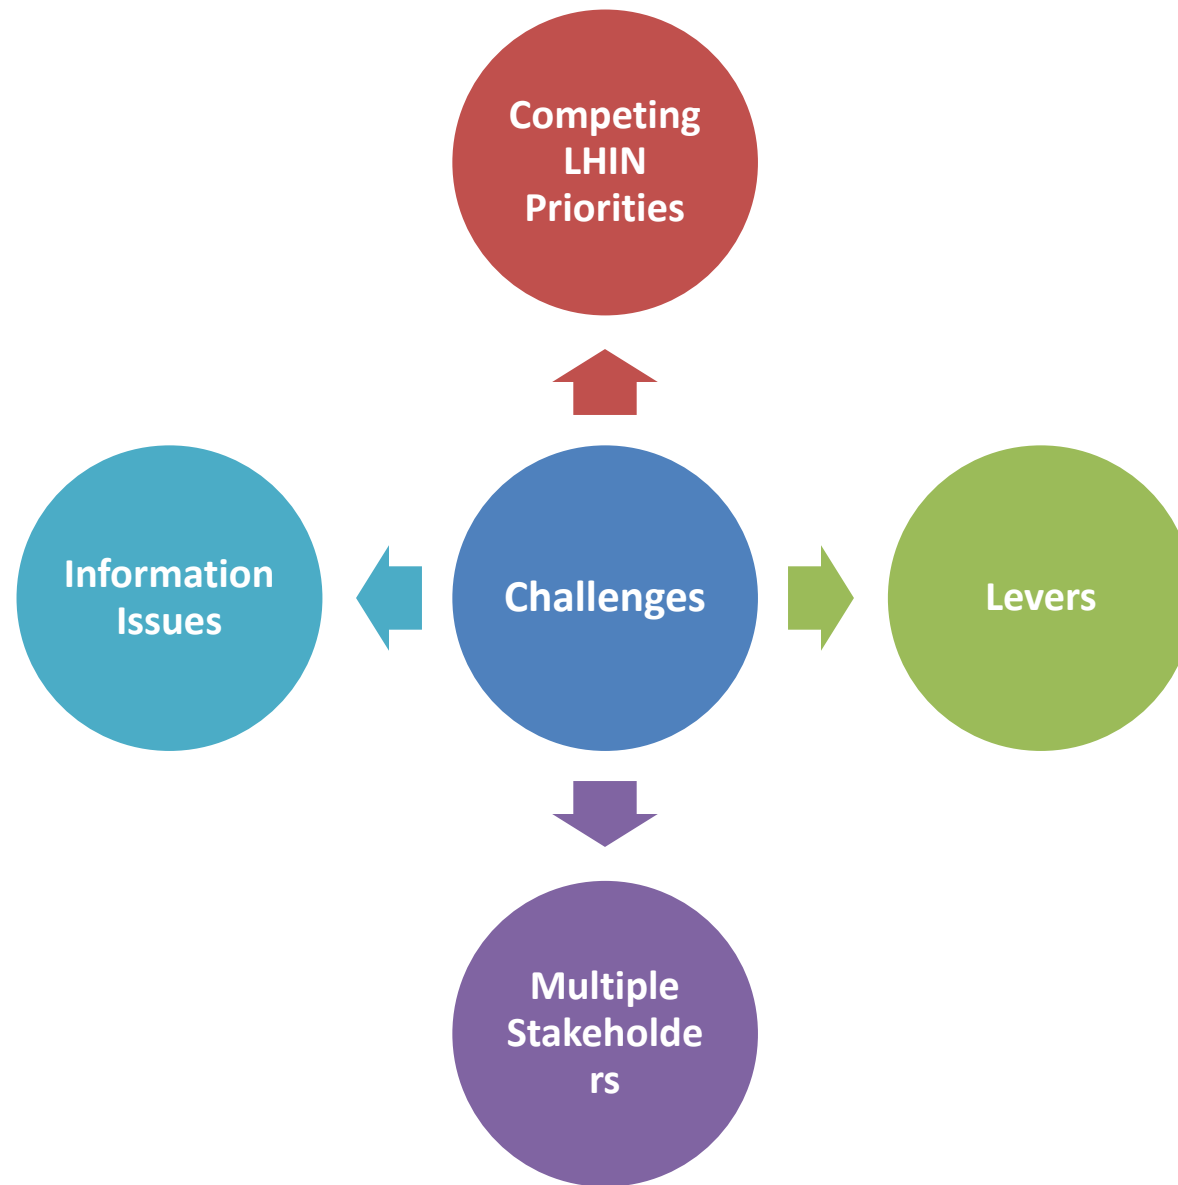 Competing
LHIN
Priorities
Information
Issues
Challenges
Levers
Multiple
Stakeholde
rs